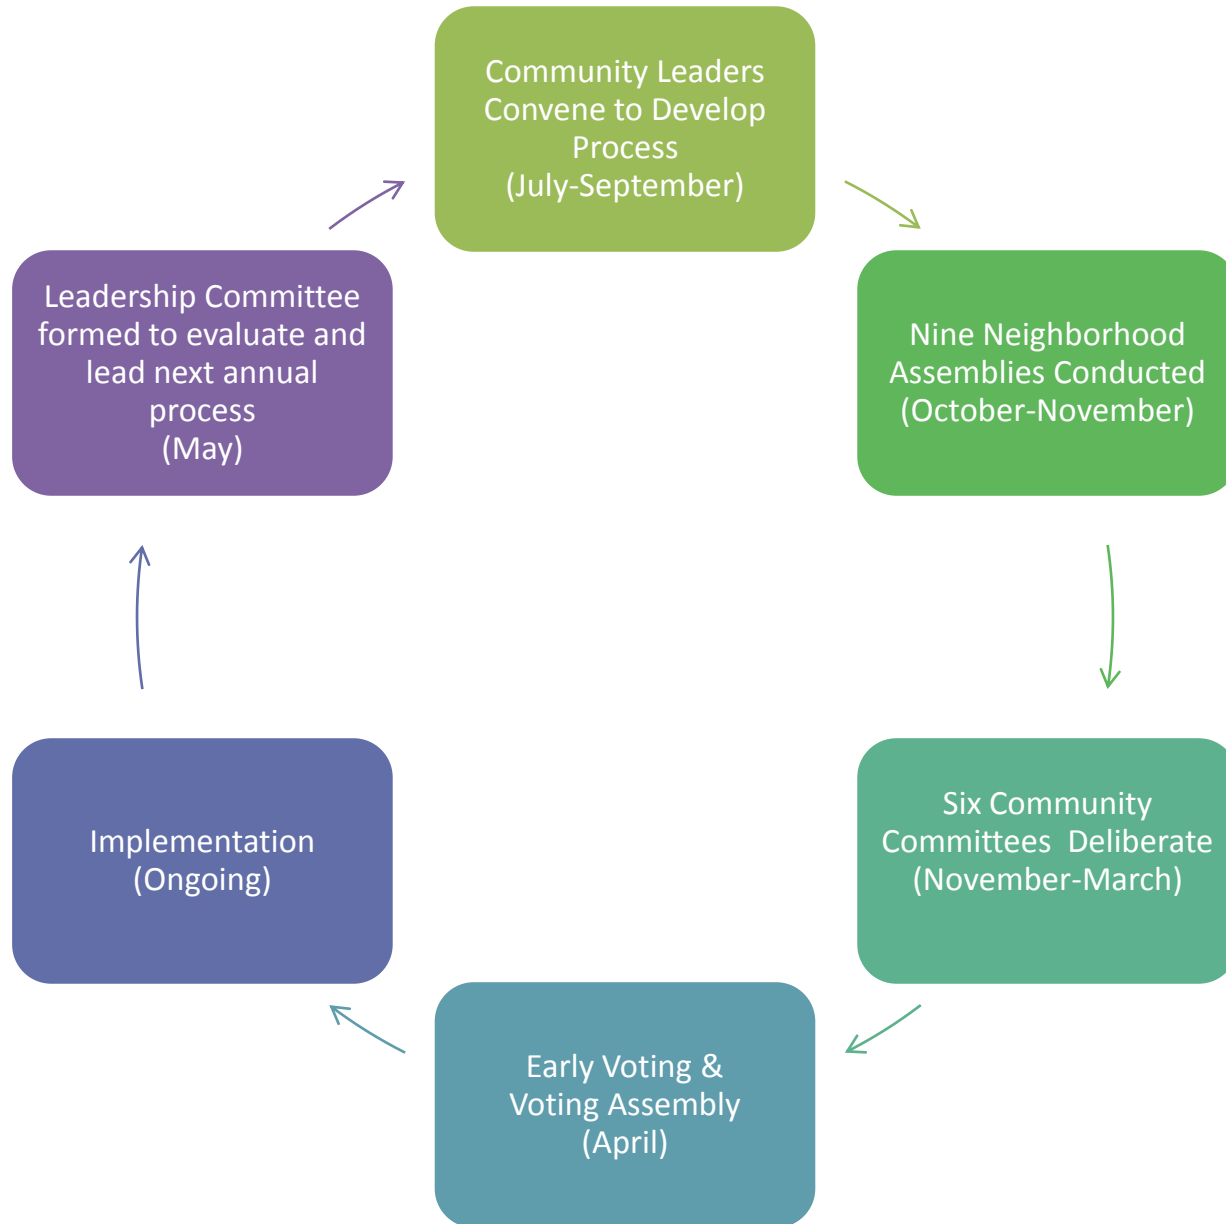 Community Leaders
Convene to Develop
Process
(July-September)
Nine Neighborhood
Assemblies Conducted
(October-November)
Six Community
Committees  Deliberate
(November-March)
Early Voting &
Voting Assembly
(April)
Implementation
(Ongoing)
Leadership Committee
formed to evaluate and
lead next annual
process
(May)